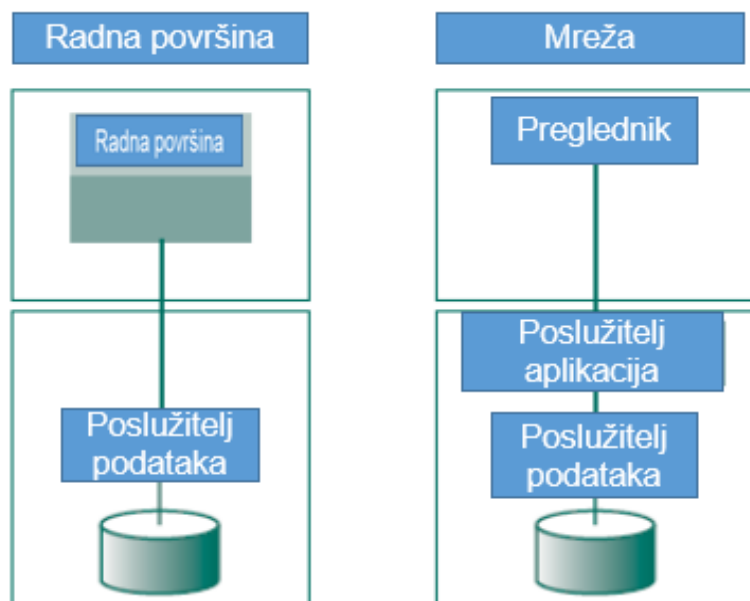 Radna površina
Mreža
Radna površina
Preglednik
Poslužitelj
podataka
Poslužitelj
aplikacija
Poslužitelj
podataka